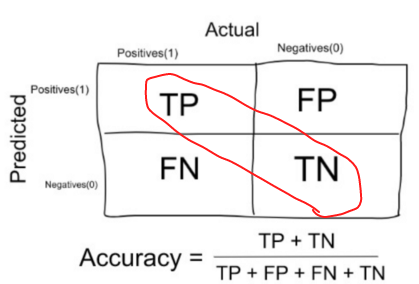 Actual
Positives(1)
Negatives(0)
Predicted
Positives(1)
TP
FP
Negatives(0)
FN
TN
Accuracy = TP + TN
TP + FP + FN + TN